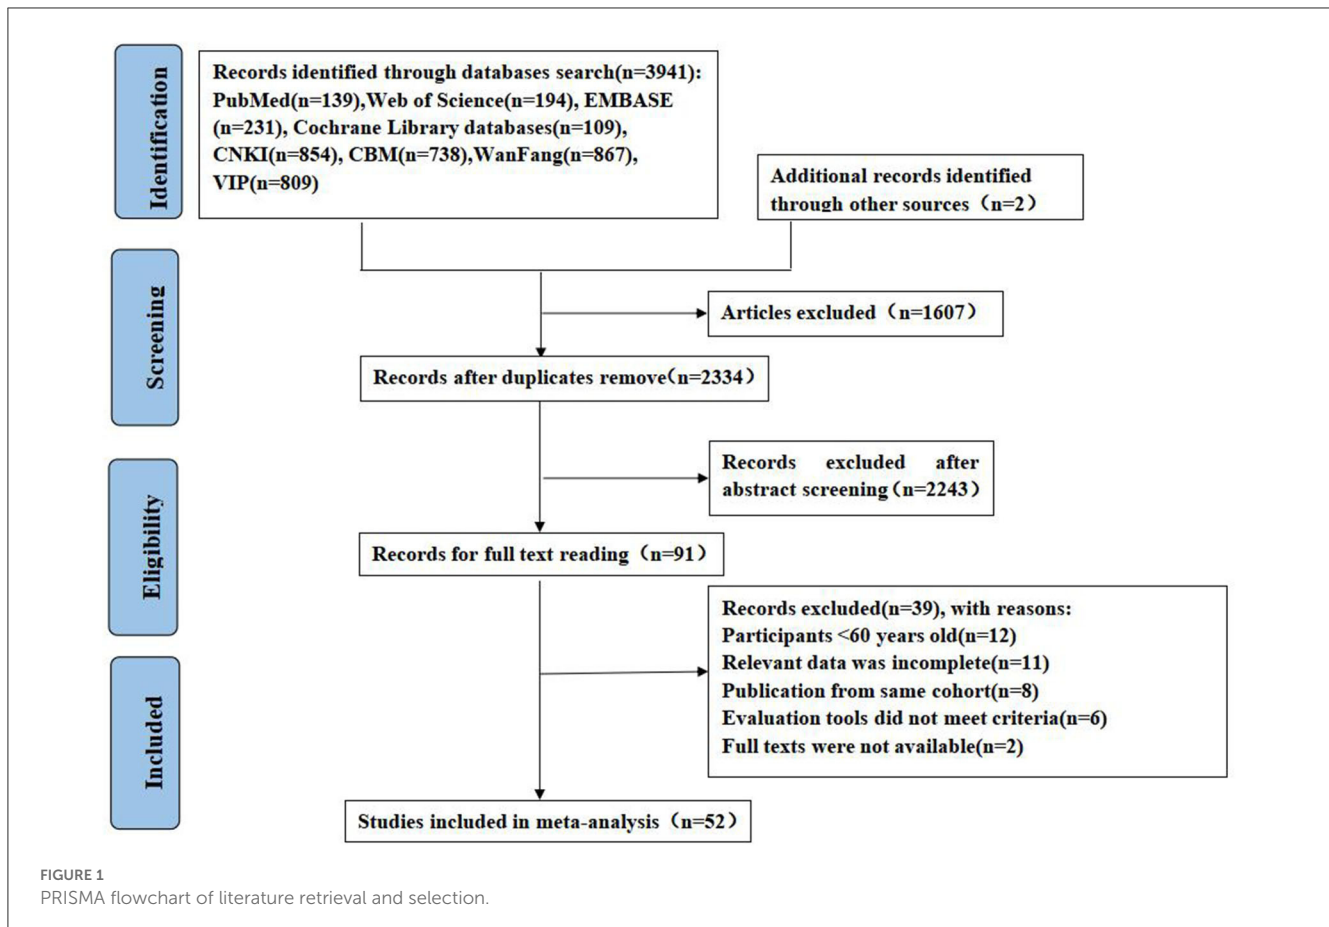 Identification
Records identified through databases search(n=3941):
PubMed(n=139),Web of Science(n=194), EMBASE
(n=231), Cochrane Library databases(n=109),
CNKI(n=854), CBM(n=738),WanFang(n=867),
VIP(n=809)
Additional records identified
through other sources（n=2）
Screening
Articles excluded（n=1607）
Records after duplicates remove(n=2334）
Records excluded after
abstract screening(n=2243）
Eligibility
Records for full text reading（n=91）
Records excluded(n=39), with reasons:
Participants <60 years old(n=12)
Relevant data was incomplete(n=11)
Publication from same cohort(n=8)
Evaluation tools did not meet criteria(n=6)
Full texts were not available(n=2)
Included
Studies included in meta-analysis（n=52）
FIGURE 1
PRISMA flowchart of literature retrieval and selection.